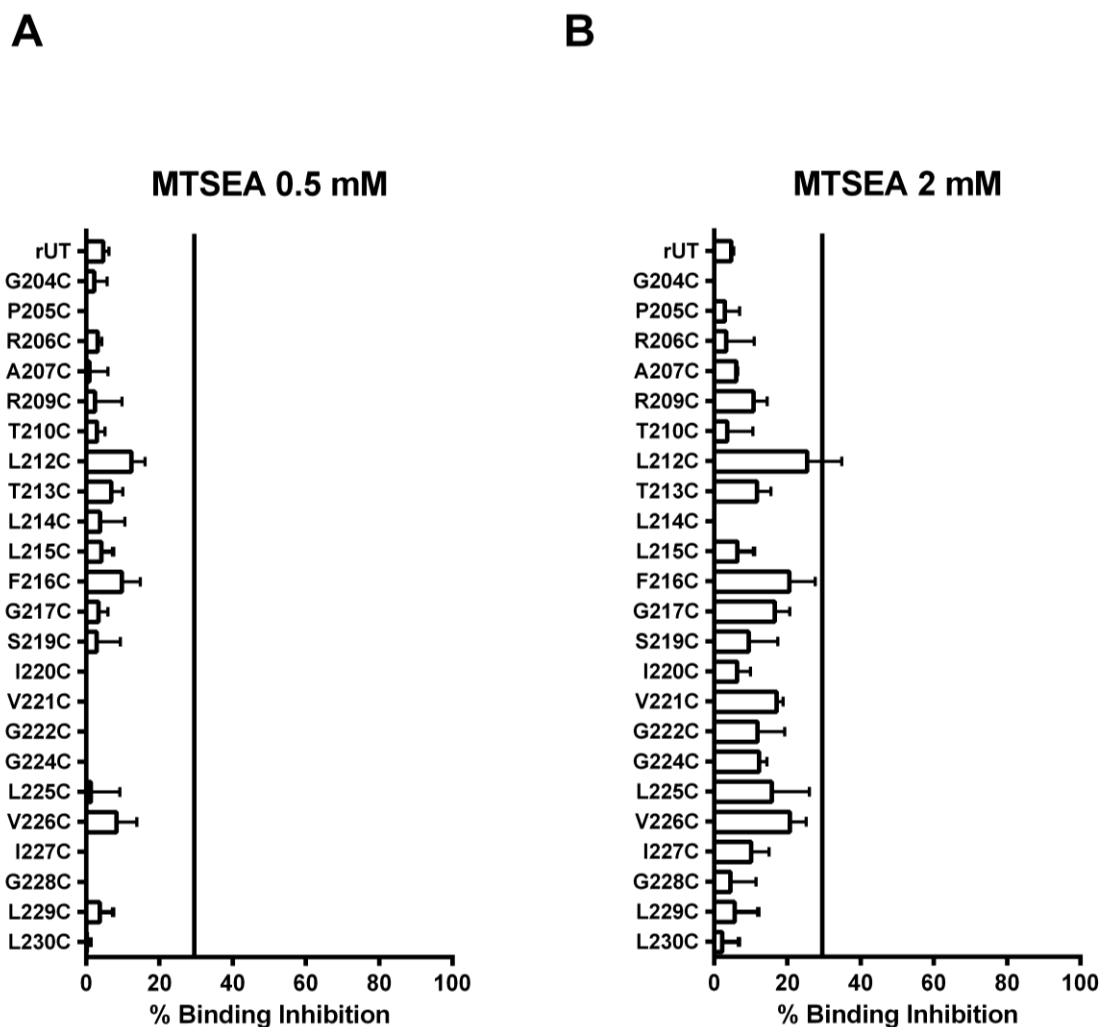 A
MTSEA 0.5 mM
rUT
G204C
P205C
R206C
A207C
R209C
T210C
L212C
T213C
L214C
L215C
F216C
G217C
S219C
I220C
V221C
G222C
G224C
L225C
V226C
I227C
G228C
L229C
L230C
0 20 40 60 80 100
% Binding Inhibition
B
MTSEA 2 mM
rUT
G204C
P205C
R206C
A207C
R209C
T210C
L212C
T213C
L214C
L215C
F216C
G217C
S219C
I220C
V221C
G222C
G224C
L225C
V226C
I227C
G228C
L229C
L230C
0 20 40 60 80 100
% Binding Inhibition